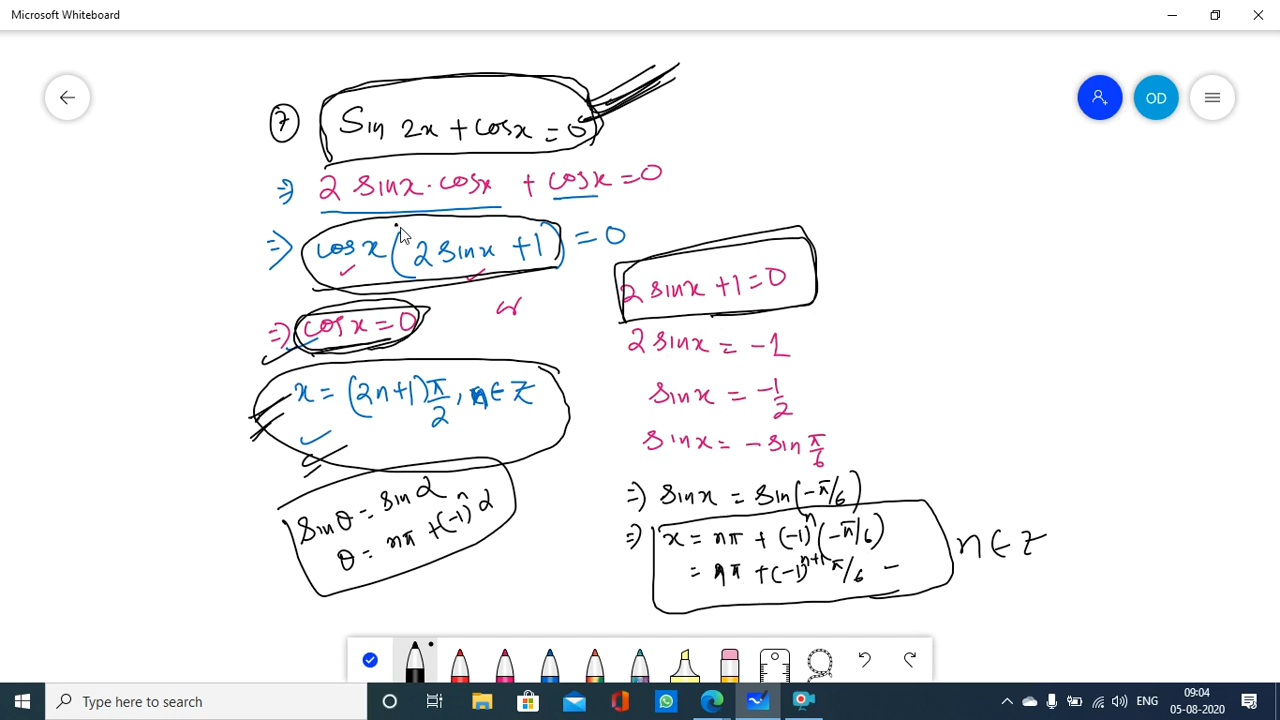 Microsoft Whiteboard
OD
⑦ Sin 2x + cosx = 0
⇒ 2 sinx · cosx + cosx = 0
⇒ cosx (2 sinx + 1) = 0
⇒ cosx = 0 or 2 sinx + 1 = 0
x = (2n+1) π/2, n ∈ Z
2 sinx = -1
sinx = -1/2
sinx = - sin π/6
⇒ sinx = sin(-π/6)
⇒ x = nπ + (-1)^n (-π/6)
= nπ + (-1)^n+1 π/6 n ∈ Z
sinθ = sin α
θ = nπ + (-1)^n α
Type here to search
ENG
09:04
05-08-2020